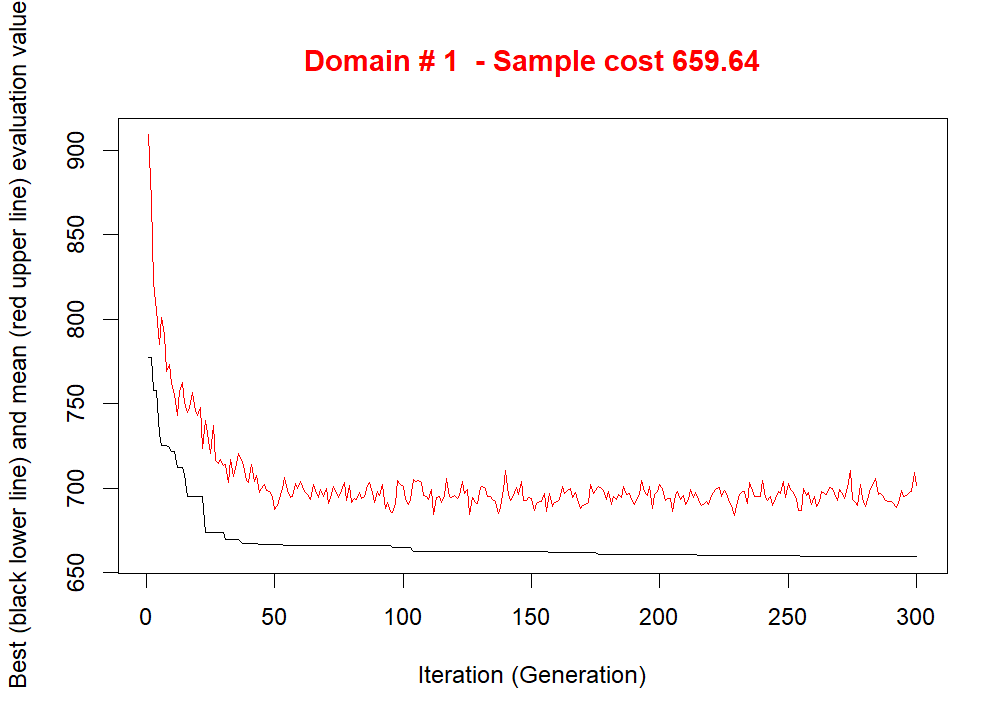 Domain # 1  - Sample cost 659.64
Best (black lower line) and mean (red upper line) evaluation value
900
850
800
750
700
650
0 50 100 150 200 250 300
Iteration (Generation)